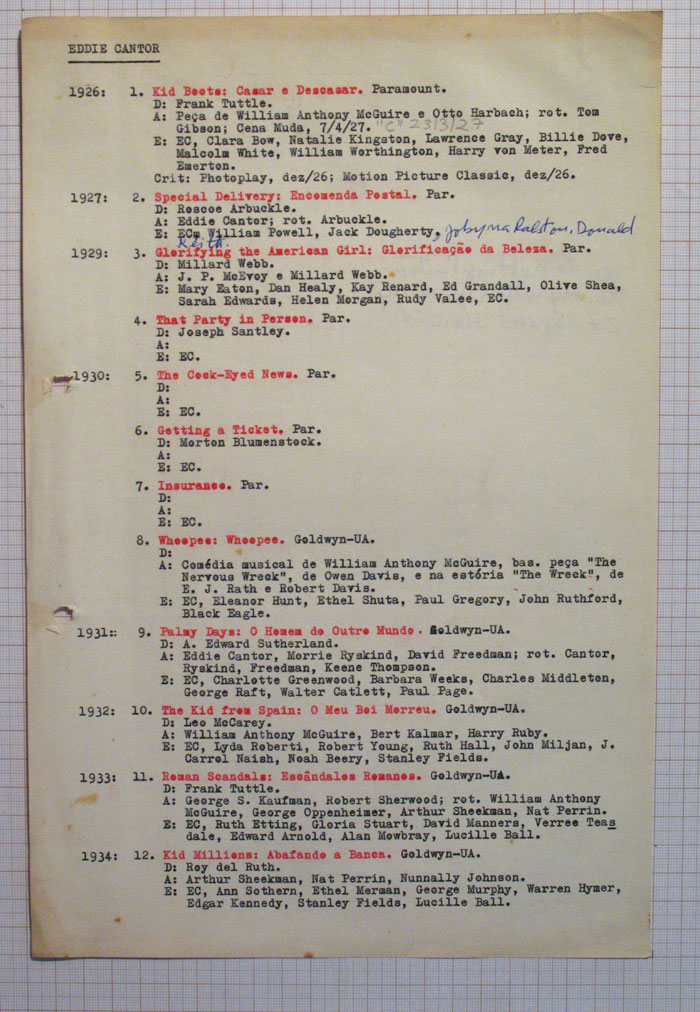 EDDIE CANTOR
1926: 1. Kid Boots: Casar e Descasar. Paramount.
D: Frank Tuttle.
A: Peça de William Anthony McGuire e Otto Harbach; rot. Tom
Gibson; Cena Muda, 7/4/27. "C" 23/3/27
E: EC, Clara Bow, Natalie Kingston, Lawrence Gray, Billie Dove,
Malcolm White, William Worthington, Harry von Meter, Fred
Emerton.
Crit: Photoplay, dez/26; Motion Picture Classic, dez/26.
1927: 2. Special Delivery: Encomenda Postal. Par.
D: Roscoe Arbuckle.
A: Eddie Cantor; rot. Arbuckle.
E: ECm William Powell, Jack Dougherty, Jobyna Ralston, Donald
Keith.
1929: 3. Glorifying the American Girl: Glorificação da Beleza. Par.
D: Millard Webb.
A: J. P. McEvoy e Millard Webb.
E: Mary Eaton, Dan Healy, Kay Renard, Ed Grandall, Olive Shea,
Sarah Edwards, Helen Morgan, Rudy Valee, EC.
4. That Party in Person. Par.
D: Joseph Santley.
A:
E: EC.
1930: 5. The Cock-Eyed News. Par.
D:
A:
E: EC.
6. Getting a Ticket. Par.
D: Morton Blumenstock.
A:
E: EC.
7. Insurance. Par.
D:
A:
E: EC.
8. Whoopee: Whoopee. Goldwyn-UA.
D:
A: Comédia musical de William Anthony McGuire, bas. peça "The
Nervous Wreck", de Owen Davis, e na estória "The Wreck", de
E. J. Rath e Robert Davis.
E: EC, Eleanor Hunt, Ethel Shuta, Paul Gregory, John Ruthford,
Black Eagle.
1931:: 9. Palmy Days: O Homem do Outro Mundo. Goldwyn-UA.
D: A. Edward Sutherland.
A: Eddie Cantor, Morrie Ryskind, David Freedman; rot. Cantor,
Ryskind, Freedman, Keene Thompson.
E: EC, Charlotte Greenwood, Barbara Weeks, Charles Middleton,
George Raft, Walter Catlett, Paul Page.
1932: 10. The Kid from Spain: O Meu Boi Morreu. Goldwyn-UA.
D: Leo McCarey.
A: William Anthony McGuire, Bert Kalmar, Harry Ruby.
E: EC, Lyda Roberti, Robert Young, Ruth Hall, John Miljan, J.
Carrol Naish, Noah Beery, Stanley Fields.
1933: 11. Roman Scandals: Escândalos Romanos. Goldwyn-UA.
D: Frank Tuttle.
A: George S. Kaufman, Robert Sherwood; rot. William Anthony
McGuire, George Oppenheimer, Arthur Sheekman, Nat Perrin.
E: EC, Ruth Etting, Gloria Stuart, David Manners, Verree Teas
dale, Edward Arnold, Alan Mowbray, Lucille Ball.
1934: 12. Kid Millions: Abafando a Banca. Goldwyn-UA.
D: Roy del Ruth.
A: Arthur Sheekman, Nat Perrin, Nunnally Johnson.
E: EC, Ann Sothern, Ethel Merman, George Murphy, Warren Hymer,
Edgar Kennedy, Stanley Fields, Lucille Ball.